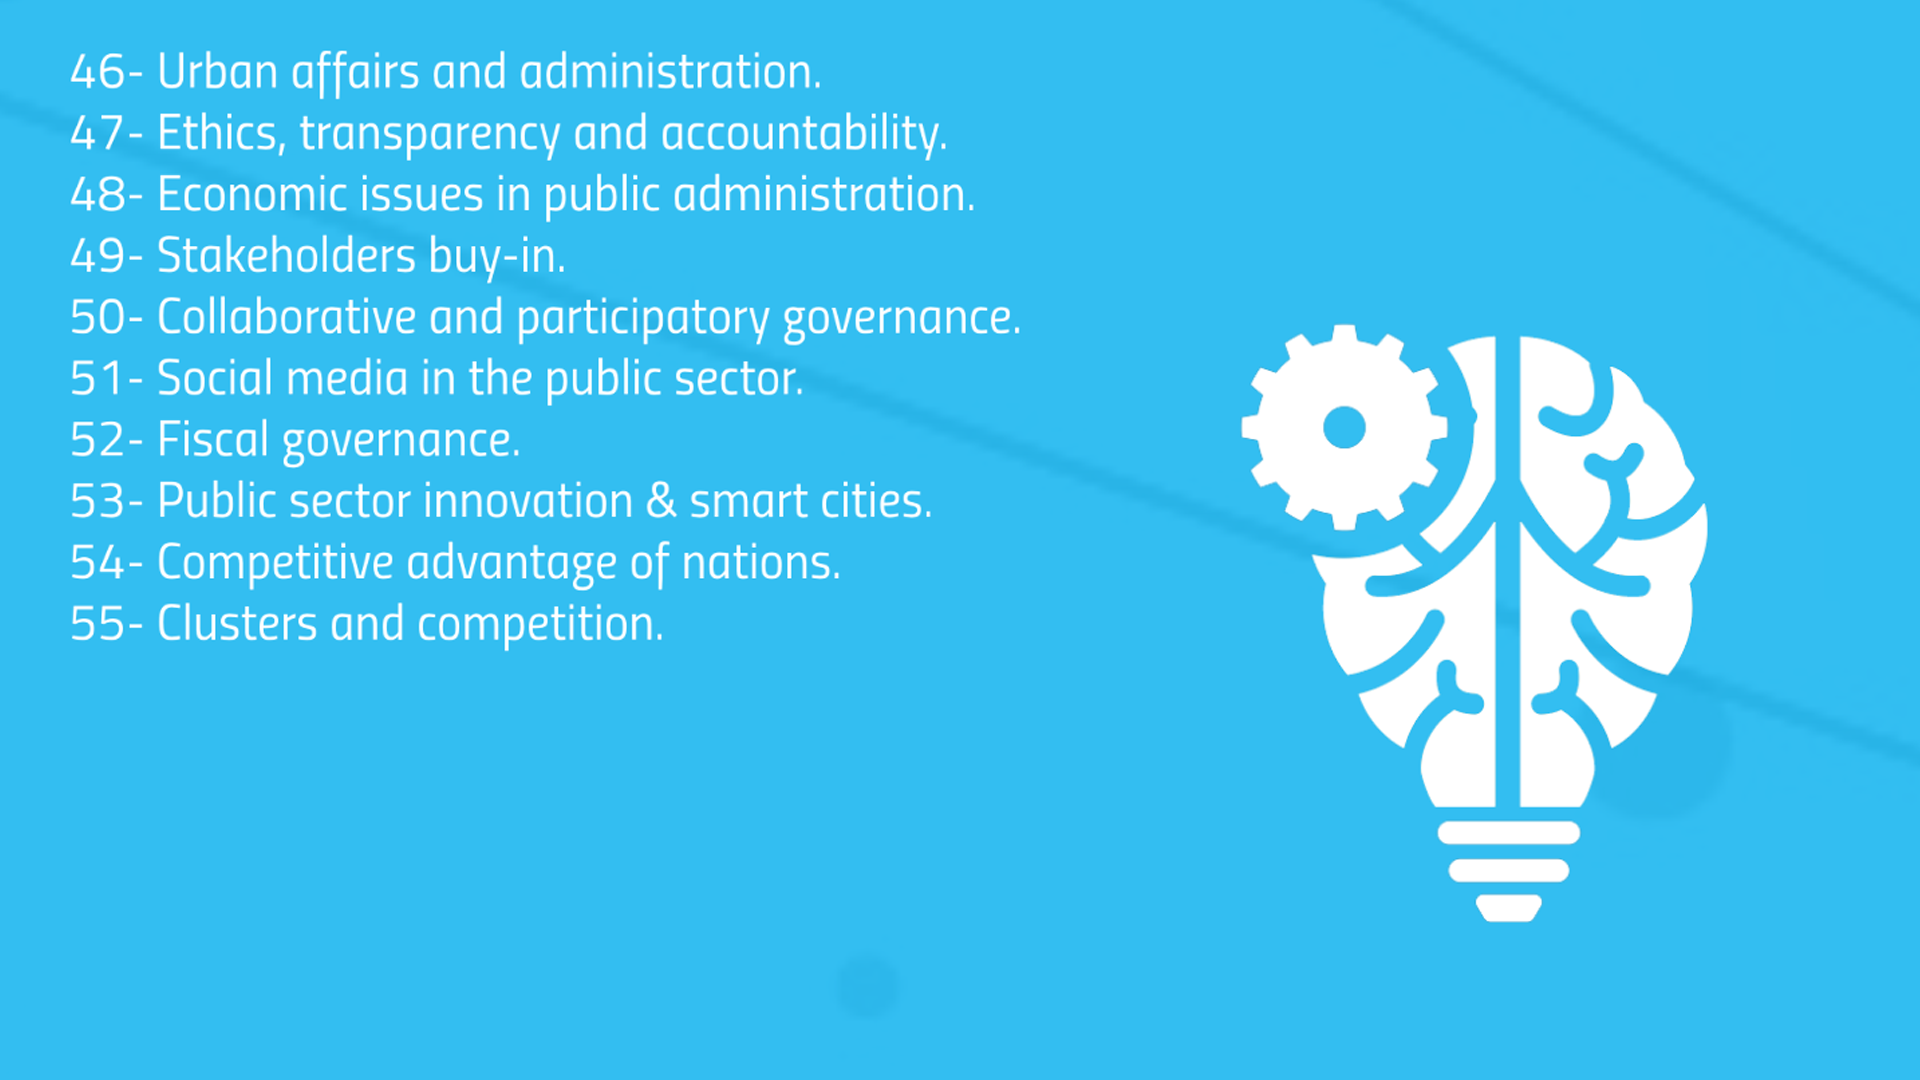 46- Urban affairs and administration.
47- Ethics, transparency and accountability.
48- Economic issues in public administration.
49- Stakeholders buy-in.
50- Collaborative and participatory governance.
51- Social media in the public sector.
52- Fiscal governance.
53- Public sector innovation & smart cities.
54- Competitive advantage of nations.
55- Clusters and competition.